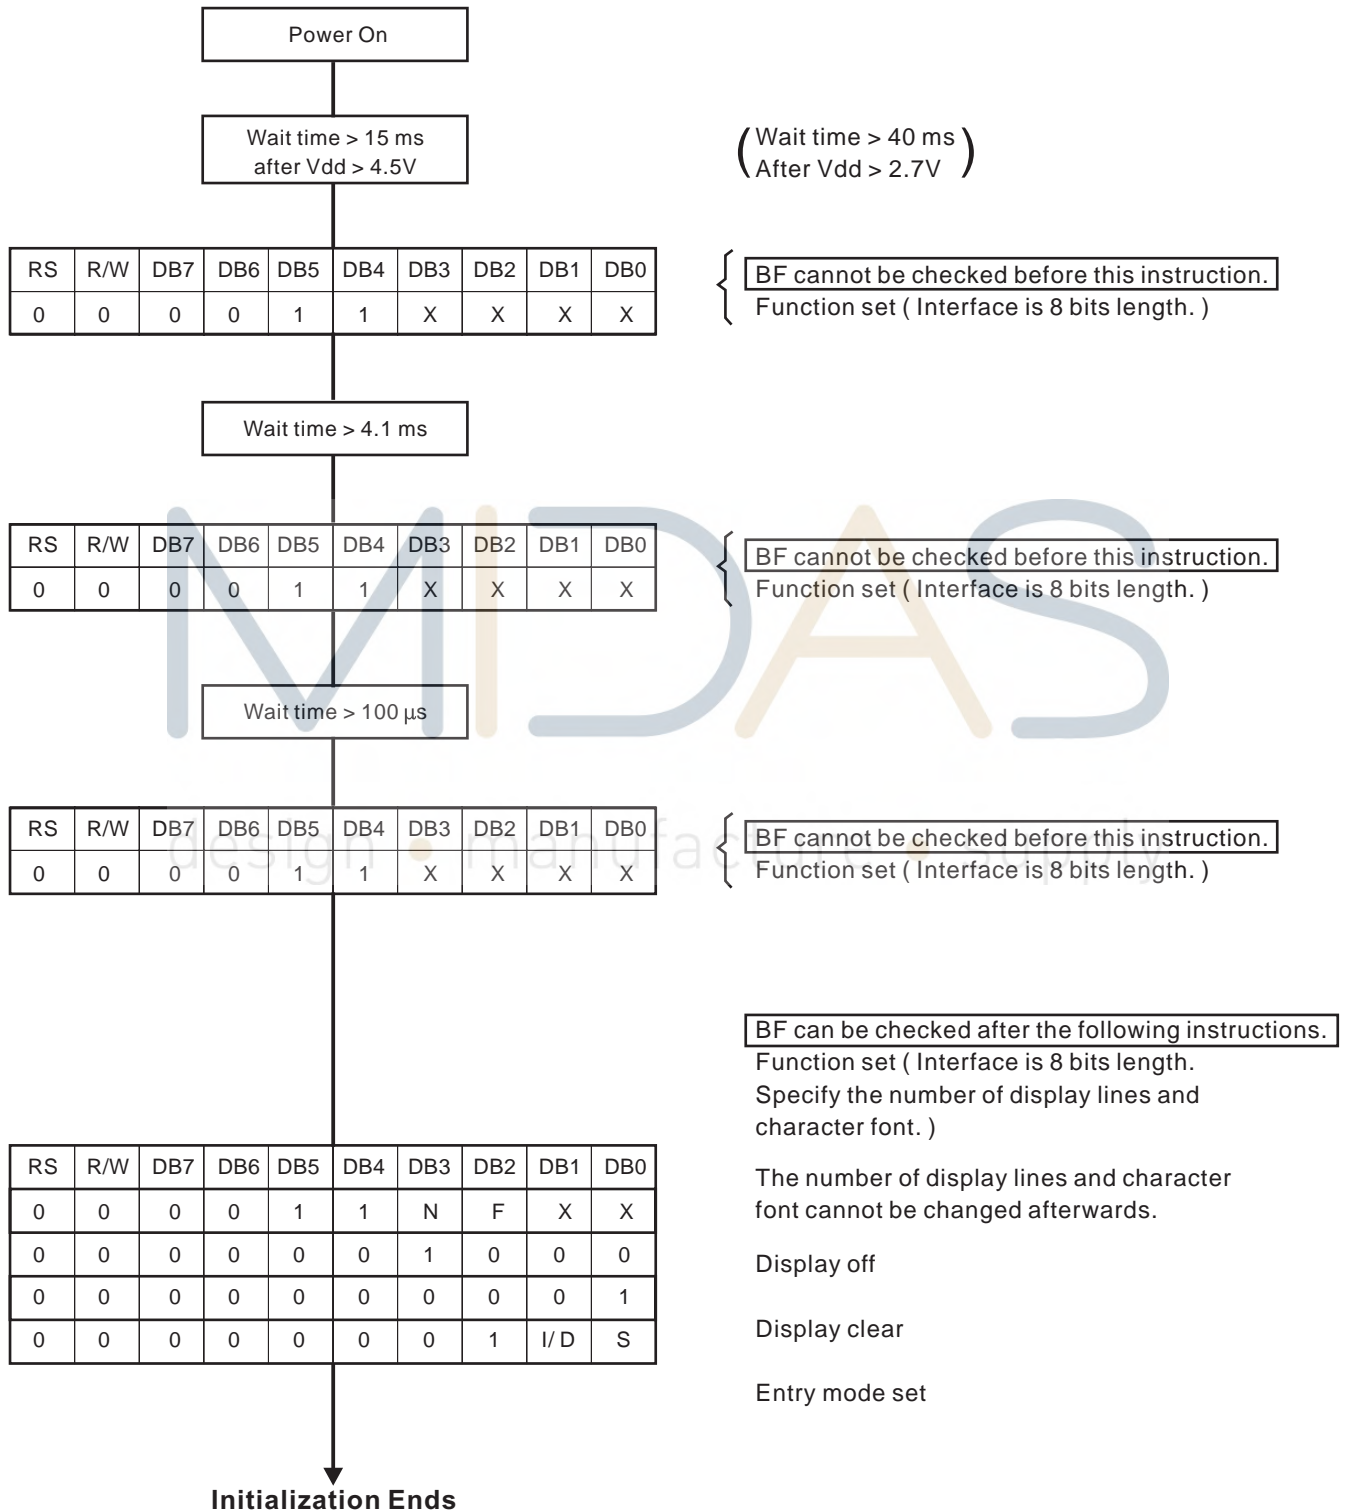 Power On
Wait time > 15 ms
after Vdd > 4.5V
(Wait time > 40 ms
After Vdd > 2.7V)
RS R/W DB7 DB6 DB5 DB4 DB3 DB2 DB1 DB0
0 0 0 0 1 1 X X X X
BF cannot be checked before this instruction.
Function set ( Interface is 8 bits length. )
Wait time > 4.1 ms
RS R/W DB7 DB6 DB5 DB4 DB3 DB2 DB1 DB0
0 0 0 0 1 1 X X X X
BF cannot be checked before this instruction.
Function set ( Interface is 8 bits length. )
MIDAS
Wait time > 100 µs
RS R/W DB7 DB6 DB5 DB4 DB3 DB2 DB1 DB0
0 0 0 0 1 1 X X X X
BF cannot be checked before this instruction.
Function set ( Interface is 8 bits length. )
design • manufacture • supply
BF can be checked after the following instructions.
Function set ( Interface is 8 bits length.
Specify the number of display lines and
character font. )
The number of display lines and character
font cannot be changed afterwards.
RS R/W DB7 DB6 DB5 DB4 DB3 DB2 DB1 DB0
0 0 0 0 1 1 N F X X
0 0 0 0 0 0 1 0 0 0
0 0 0 0 0 0 0 0 0 1
0 0 0 0 0 0 0 1 I/D S
Display off
Display clear
Entry mode set
Initialization Ends